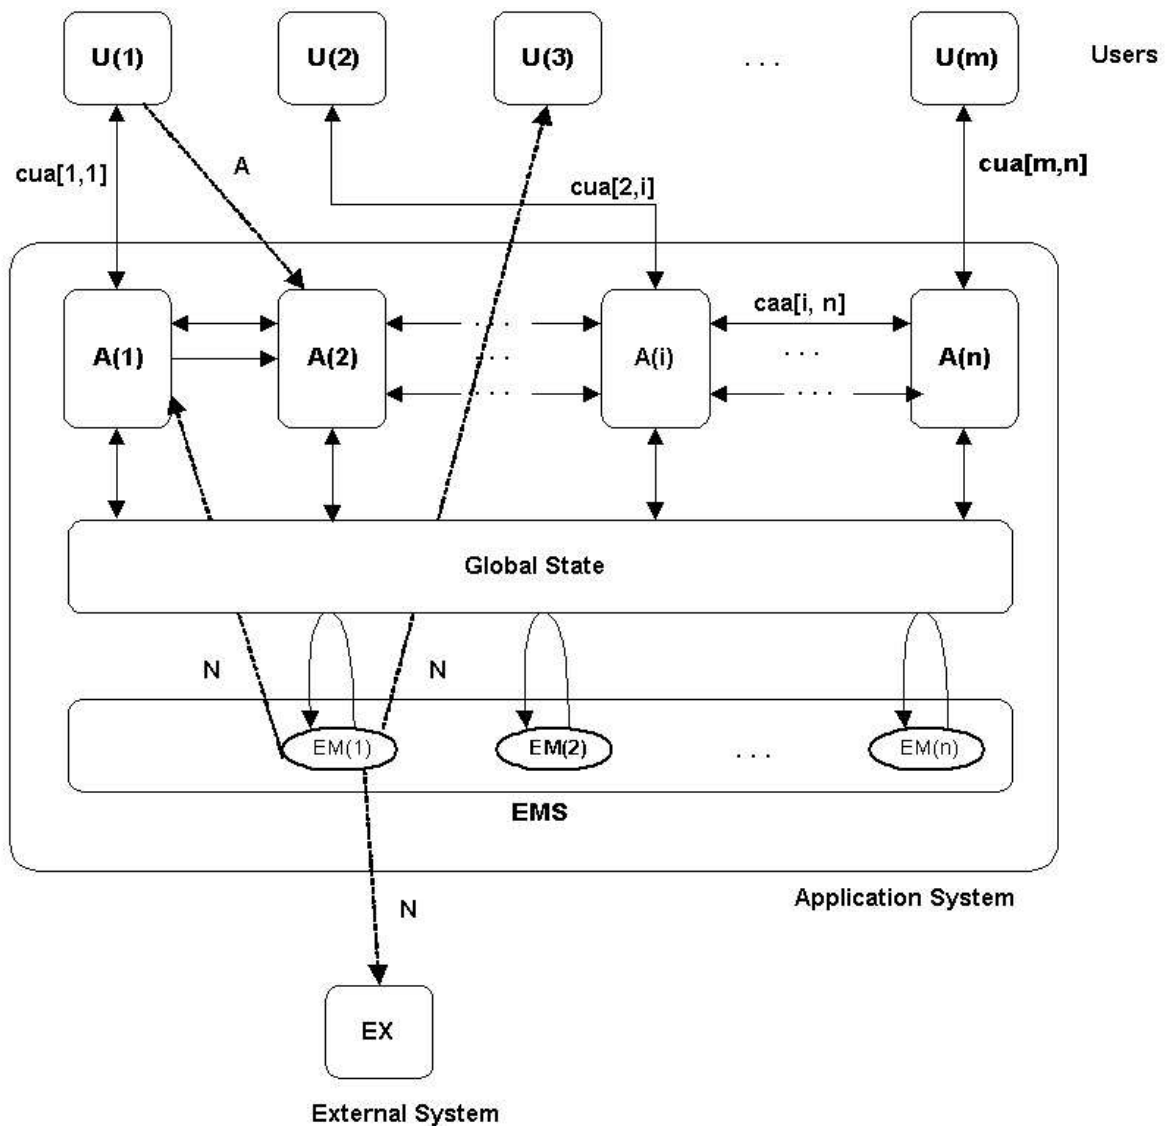 U(1) U(2) U(3) . . . U(m) Users
cua[1,1] A cua[2,i] cua[m,n]
caa[i, n]
. . .
A(1) A(2) . . . A(i) . . . A(n)
. . . . . .
Global State
N N
EM(1) EM(2) . . . EM(n)
EMS
Application System
N
EX
External System